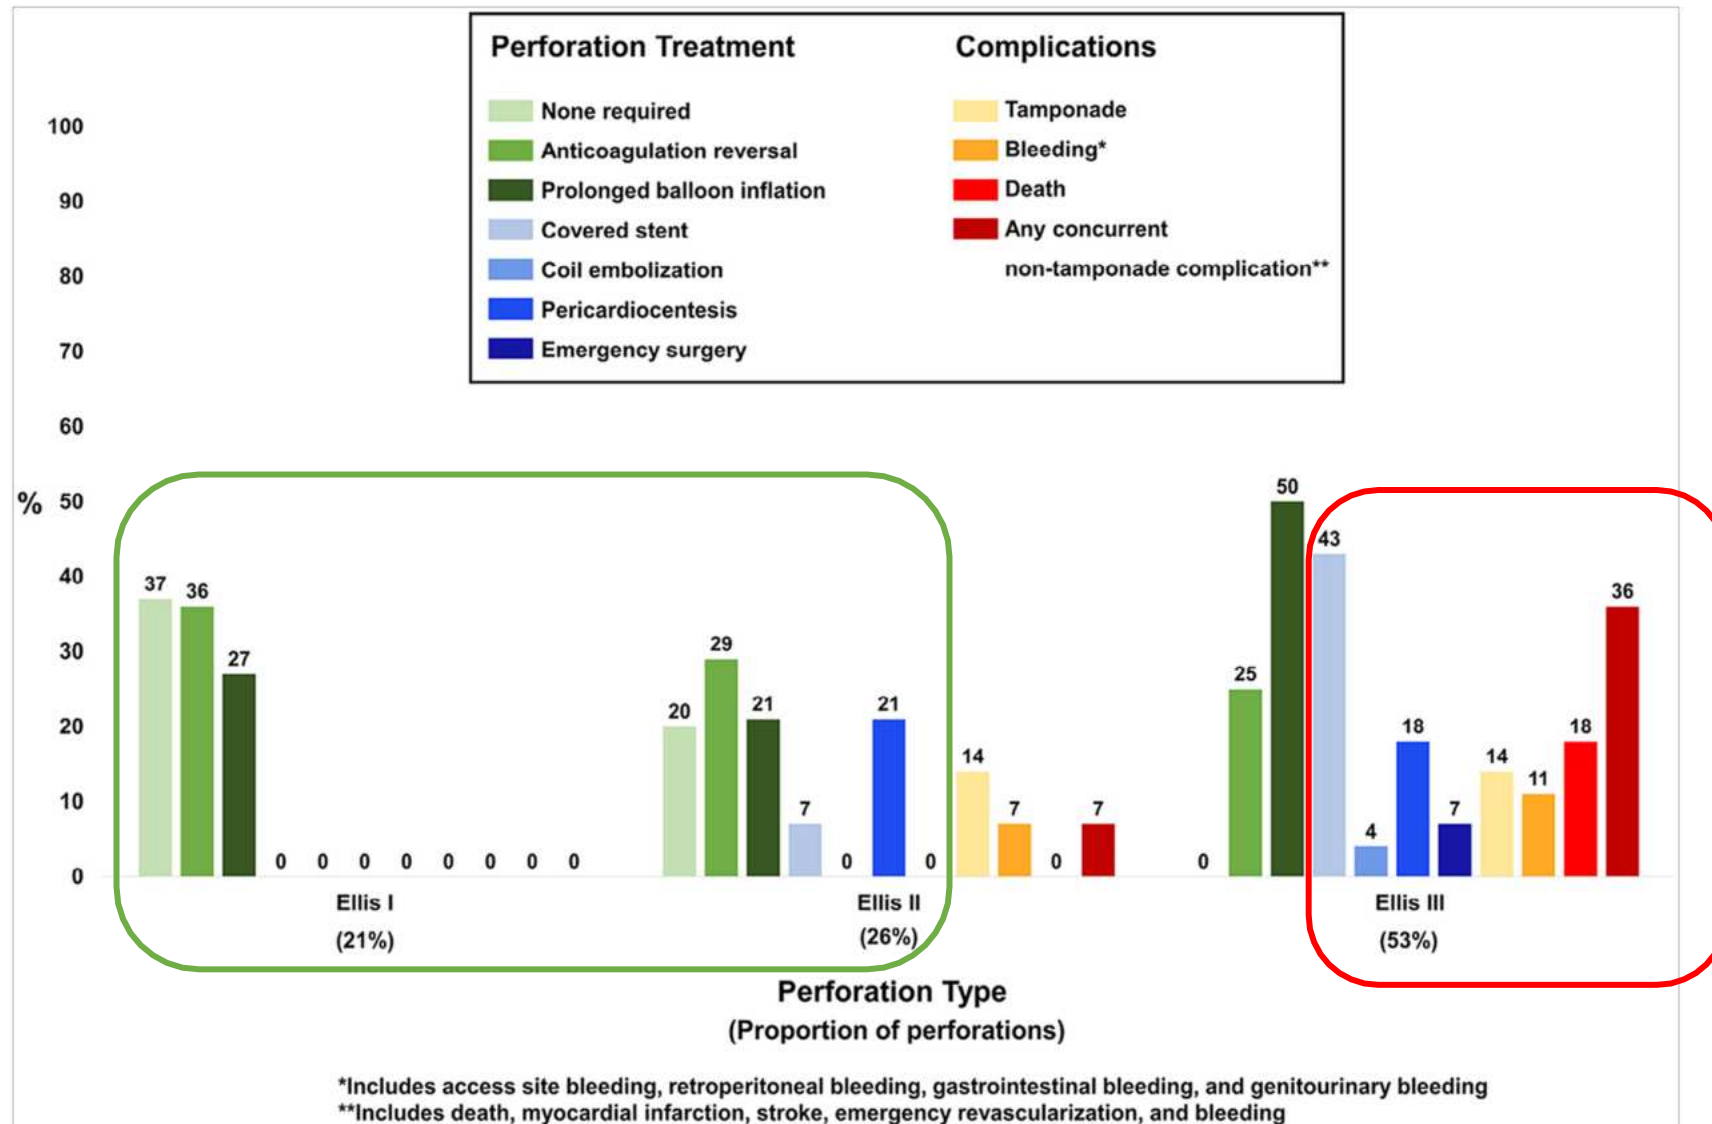 Perforation Treatment
None required
Anticoagulation reversal
Prolonged balloon inflation
Covered stent
Coil embolization
Pericardiocentesis
Emergency surgery
Complications
Tamponade
Bleeding*
Death
Any concurrent
non-tamponade complication**
100
90
80
70
60
% 50
40
30
20
10
0
37 36 27 0 0 0 0 0 0 0 0
20 29 21 7 0 21 0 14 7 0 7
0 25 50 43 4 18 7 14 11 18 36
Ellis I
(21%)
Ellis II
(26%)
Ellis III
(53%)
Perforation Type
(Proportion of perforations)
*Includes access site bleeding, retroperitoneal bleeding, gastrointestinal bleeding, and genitourinary bleeding
**Includes death, myocardial infarction, stroke, emergency revascularization, and bleeding